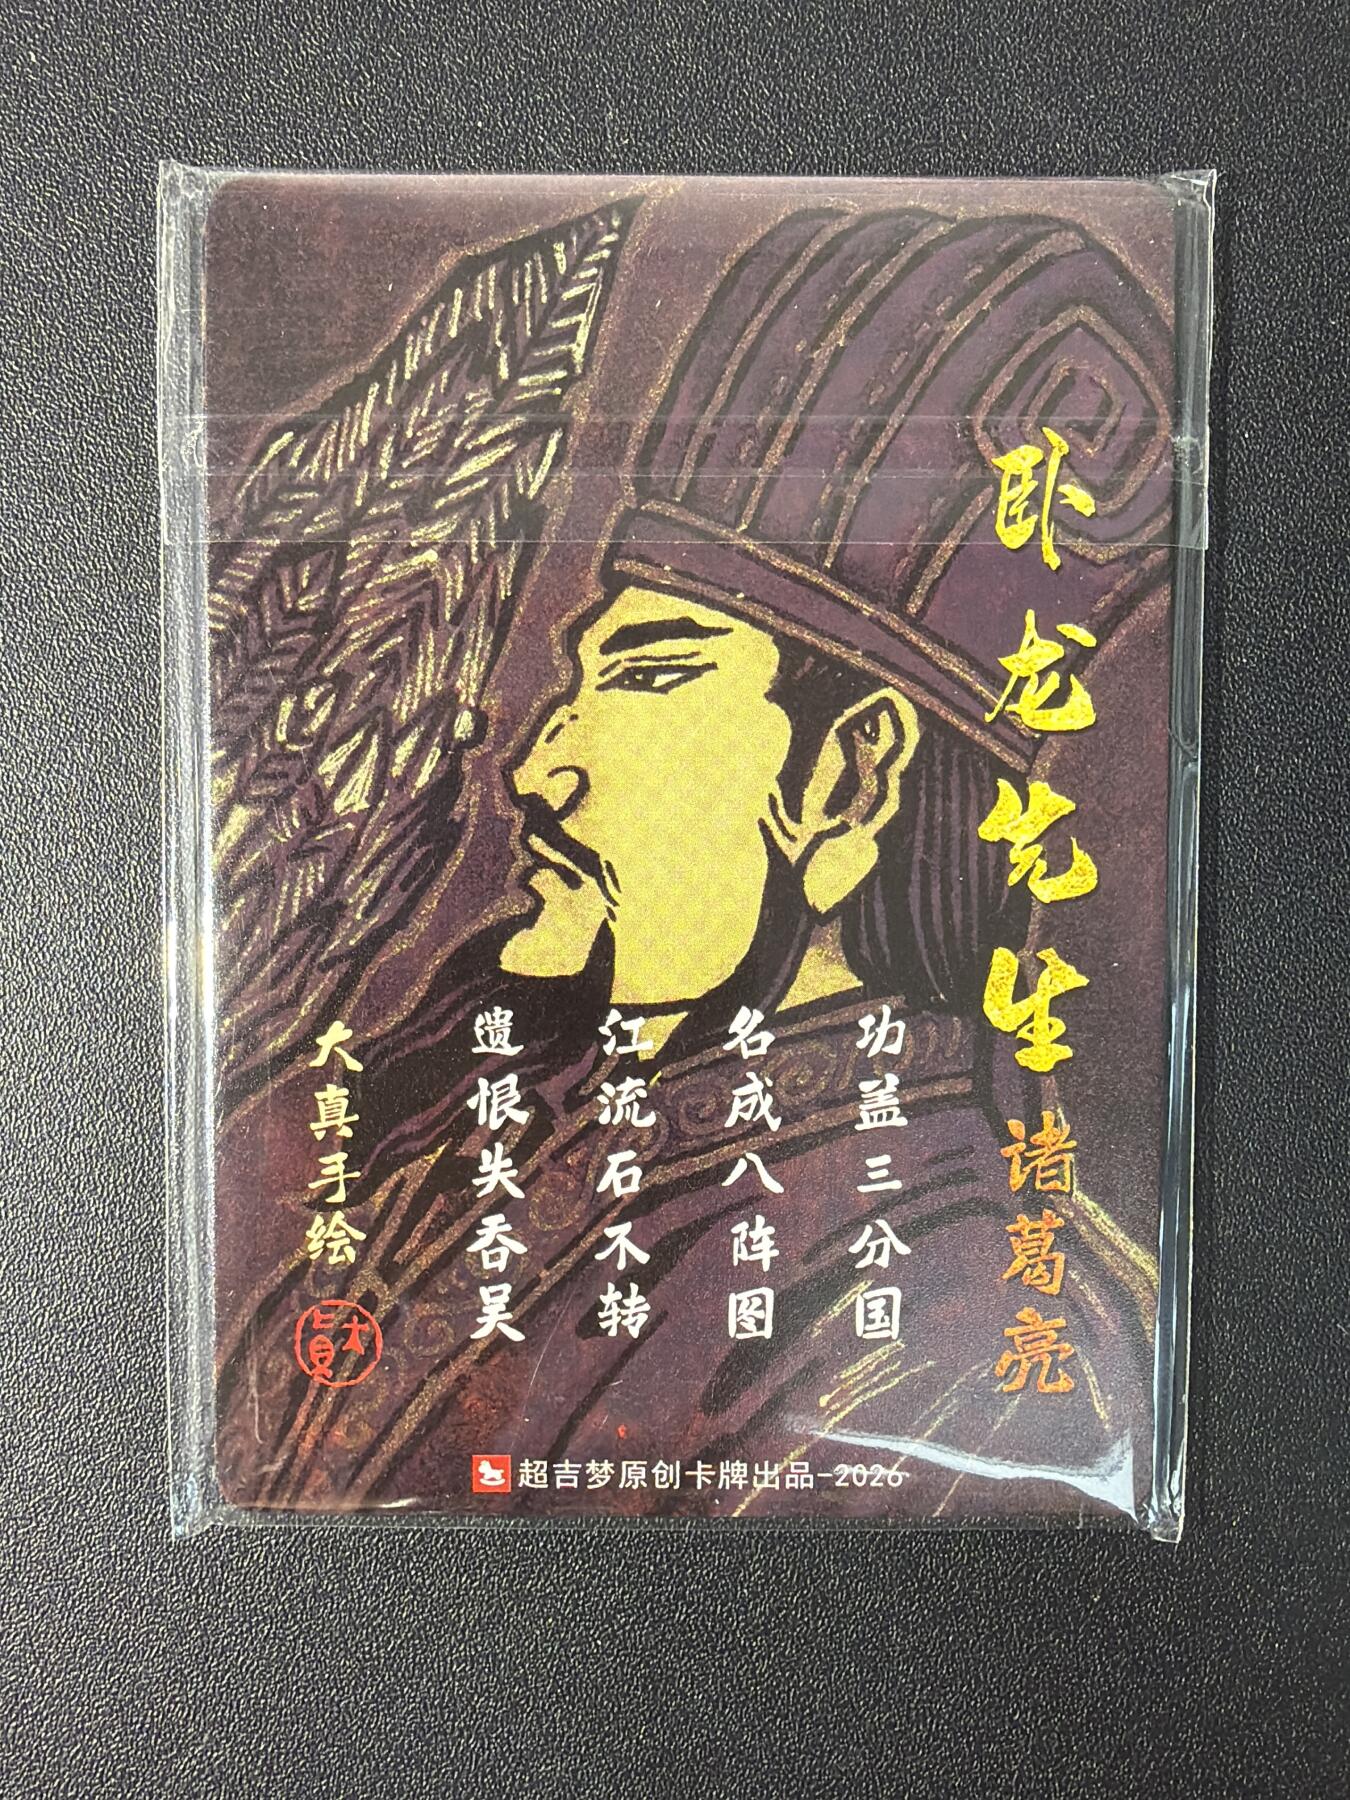 卧龙先生 诸葛亮
功盖三分国
名成八阵图
江流石不转
遗恨失吞吴
大真手绘
财
超吉梦原创卡牌出品-2026